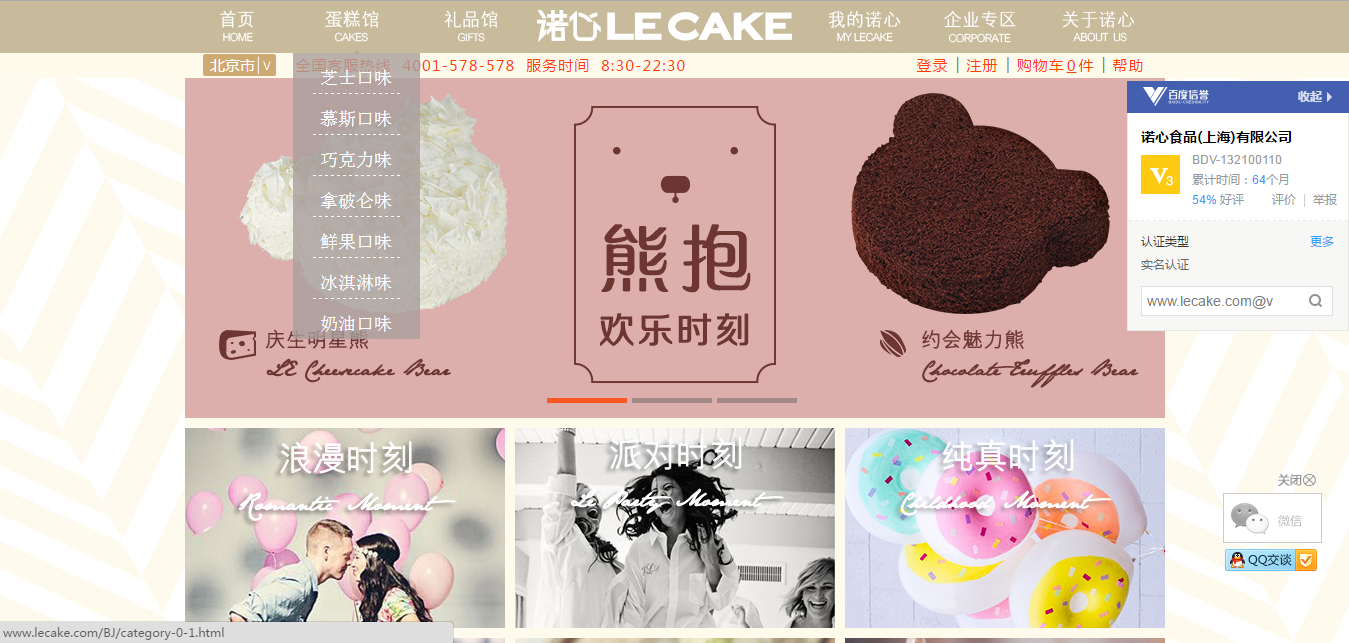 首页 蛋糕馆 礼品馆 诺心LE CAKE 我的诺心 企业专区 关于诺心
HOME CAKES GIFTS MY LECAKE CORPORATE ABOUT US
北京市 ∨ 全国客服热线 4001-578-578 服务时间 8:30-22:30 登录 | 注册 | 购物车0件 | 帮助
芝士口味
慕斯口味
巧克力味
拿破仑味
鲜果口味
冰淇淋味
奶油口味
熊抱
欢乐时刻
庆生明星熊
LE Cheesecake Bear
约会魅力熊
Chocolate Truffles Bear
百度信誉 收起
BAIDU CREDIBILITY
诺心食品(上海)有限公司
V3
BDV-132100110
累计时间：64个月
54% 好评 评价 | 举报
认证类型 更多
实名认证
www.lecake.com@v
浪漫时刻
Romantic Moment
派对时刻
Le Party Moment
纯真时刻
Childhood Moment
关闭
微信
QQ交谈
www.lecake.com/BJ/category-0-1.html